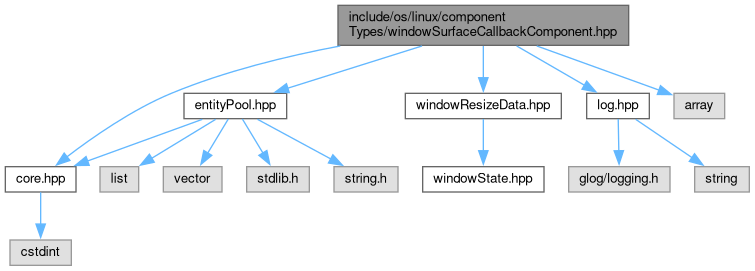 include/os/linux/component
Types/windowSurfaceCallbackComponent.hpp
entityPool.hpp
windowResizeData.hpp
log.hpp
array
core.hpp
list
vector
stdlib.h
string.h
windowState.hpp
glog/logging.h
string
cstdint